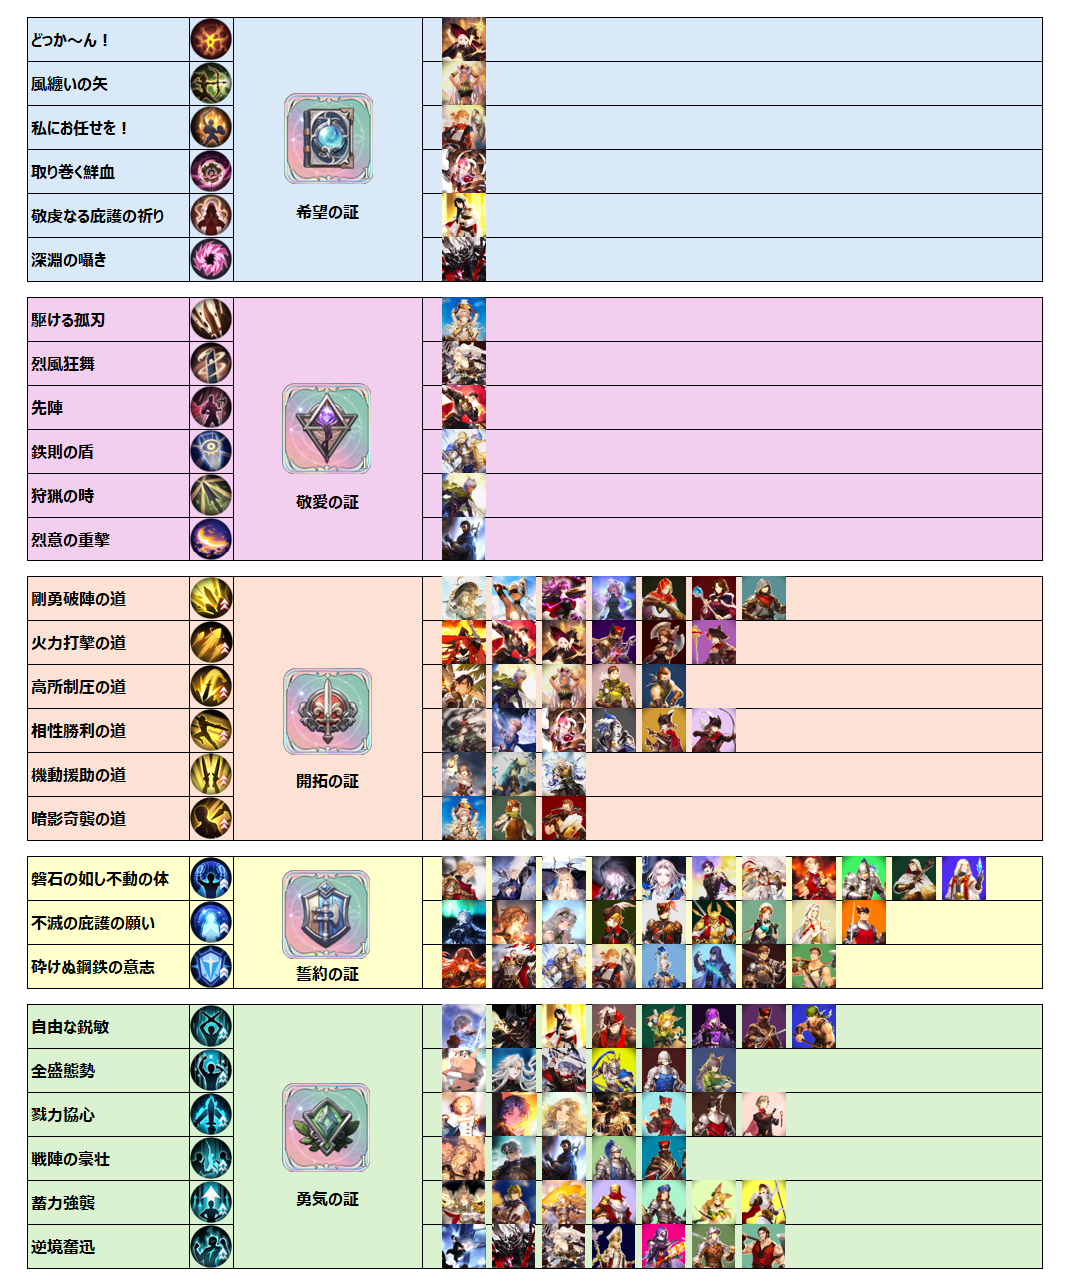 どっか～ん！
風纏いの矢
私にお任せを！
取り巻く鮮血
敬虔なる庇護の祈り
深淵の囁き
希望の証
駆ける孤刃
烈風狂舞
先陣
鉄則の盾
狩猟の時
烈意の重撃
敬愛の証
剛勇破陣の道
火力打撃の道
高所制圧の道
相性勝利の道
機動援助の道
暗影奇襲の道
開拓の証
磐石の如し不動の体
不滅の庇護の願い
砕けぬ鋼鉄の意志
誓約の証
自由な鋭敏
全盛態勢
戮力協心
戦陣の豪壮
蓄力強襲
逆境奮迅
勇気の証